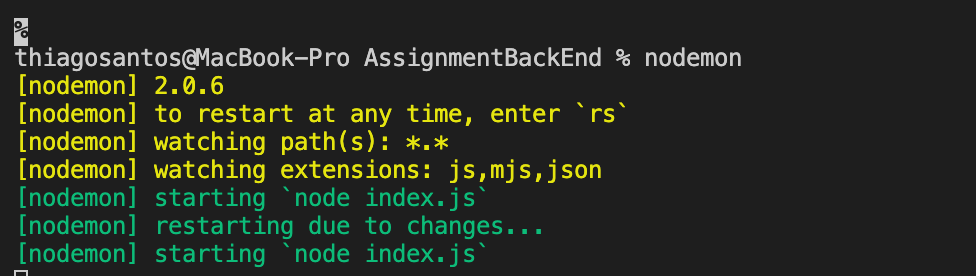 %
thiagosantos@MacBook-Pro AssignmentBackEnd % nodemon
[nodemon] 2.0.6
[nodemon] to restart at any time, enter `rs`
[nodemon] watching path(s): *.*
[nodemon] watching extensions: js,mjs,json
[nodemon] starting `node index.js`
[nodemon] restarting due to changes...
[nodemon] starting `node index.js`